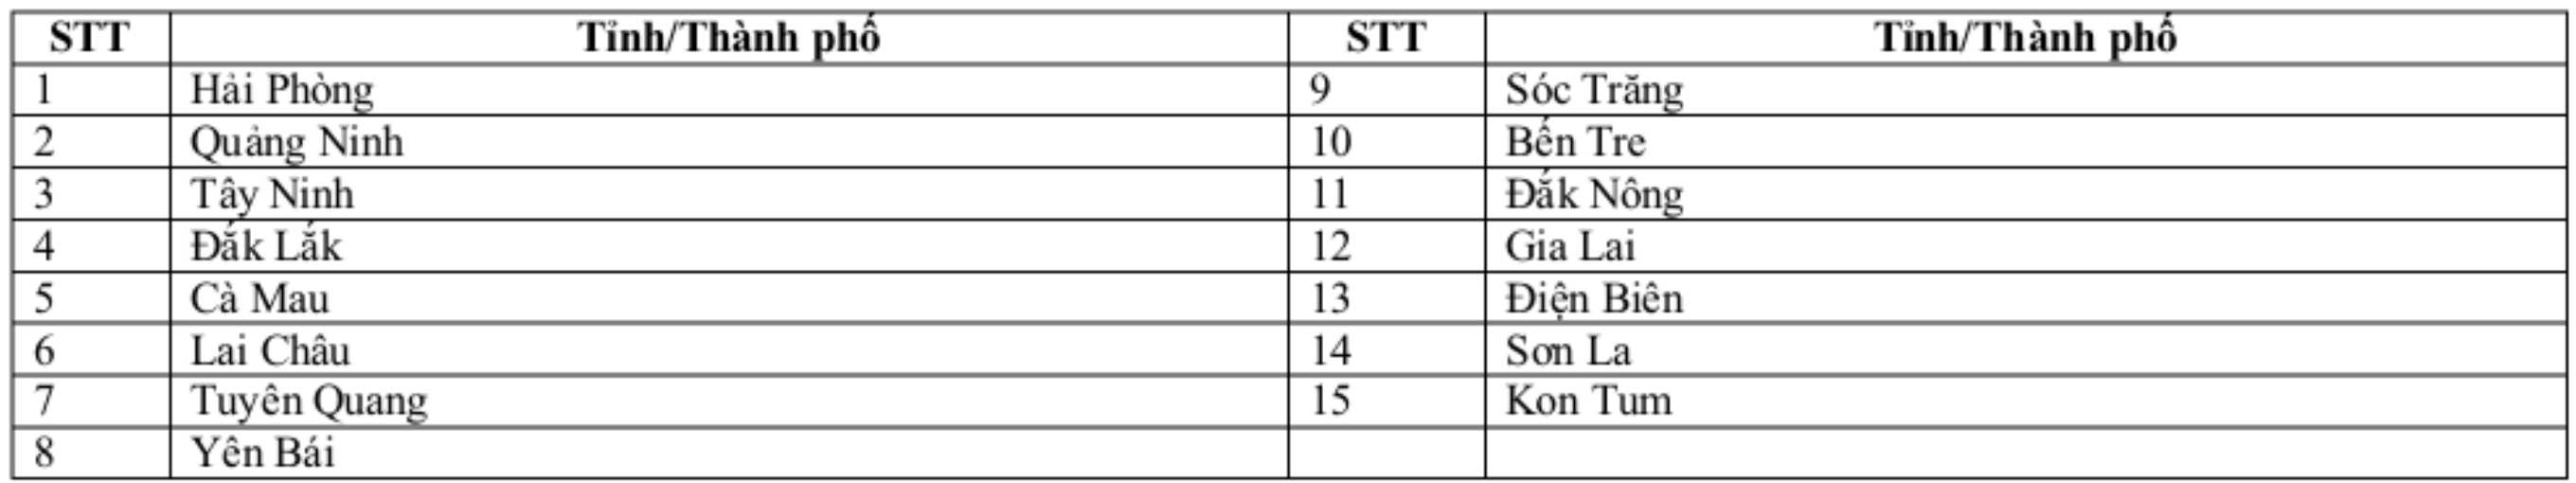 STT Tỉnh/Thành phố STT Tỉnh/Thành phố
1 Hải Phòng 9 Sóc Trăng
2 Quảng Ninh 10 Bến Tre
3 Tây Ninh 11 Đắk Nông
4 Đắk Lắk 12 Gia Lai
5 Cà Mau 13 Điện Biên
6 Lai Châu 14 Sơn La
7 Tuyên Quang 15 Kon Tum
8 Yên Bái